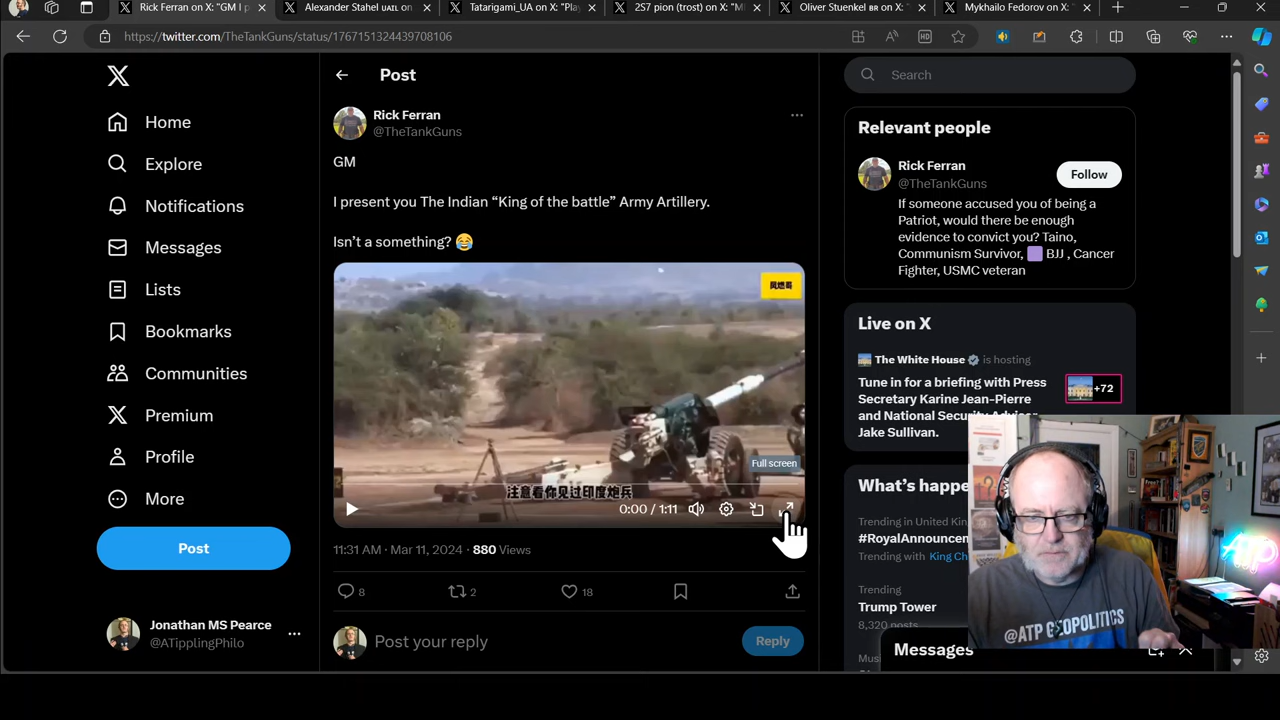 Rick Ferran on X: "GM I p
Alexander Stahel UAIL on
Tatarigami_UA on X: "Play
2S7 pion (trost) on X: "M
Oliver Stuenkel BR on X: "
Mykhailo Fedorov on X: "
https://twitter.com/TheTankGuns/status/1767151324439708106
Home
Explore
Notifications
Messages
Lists
Bookmarks
Communities
Premium
Profile
More
Post
Jonathan MS Pearce
@ATipplingPhilo
Post
Rick Ferran
@TheTankGuns
GM
I present you The Indian “King of the battle” Army Artillery.
Isn’t a something? 😂
注意看你见过印度炮兵
Full screen
0:00 / 1:11
11:31 AM · Mar 11, 2024 · 880 Views
8
2
18
Post your reply
Reply
Search
Relevant people
Rick Ferran
@TheTankGuns
Follow
If someone accused you of being a
Patriot, would there be enough
evidence to convict you? Taino,
Communism Survivor, BJJ , Cancer
Fighter, USMC veteran
Live on X
The White House is hosting
Tune in for a briefing with Press
Secretary Karine Jean-Pierre
and National Security Advisor
Jake Sullivan.
+72
What's happe
Trending in United Kin
#RoyalAnnouncem
Trending with King Ch
Trending
Trump Tower
8,320 posts
Musi
Messages
@ATP GEOPOLITICS
ATP